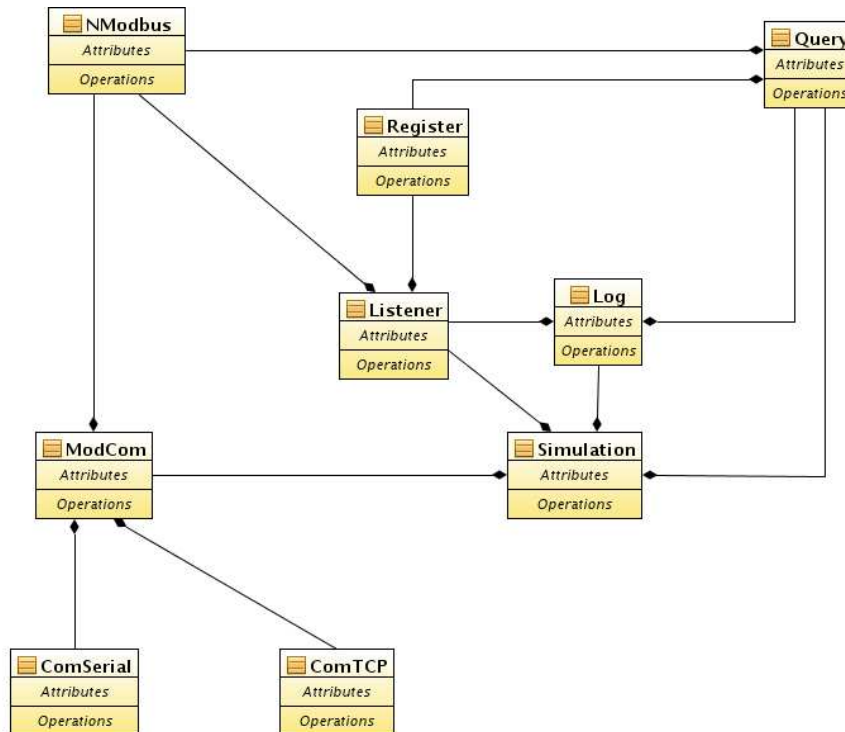 NModbus
Attributes
Operations
Query
Attributes
Operations
Register
Attributes
Operations
Listener
Attributes
Operations
Log
Attributes
Operations
ModCom
Attributes
Operations
Simulation
Attributes
Operations
ComSerial
Attributes
Operations
ComTCP
Attributes
Operations